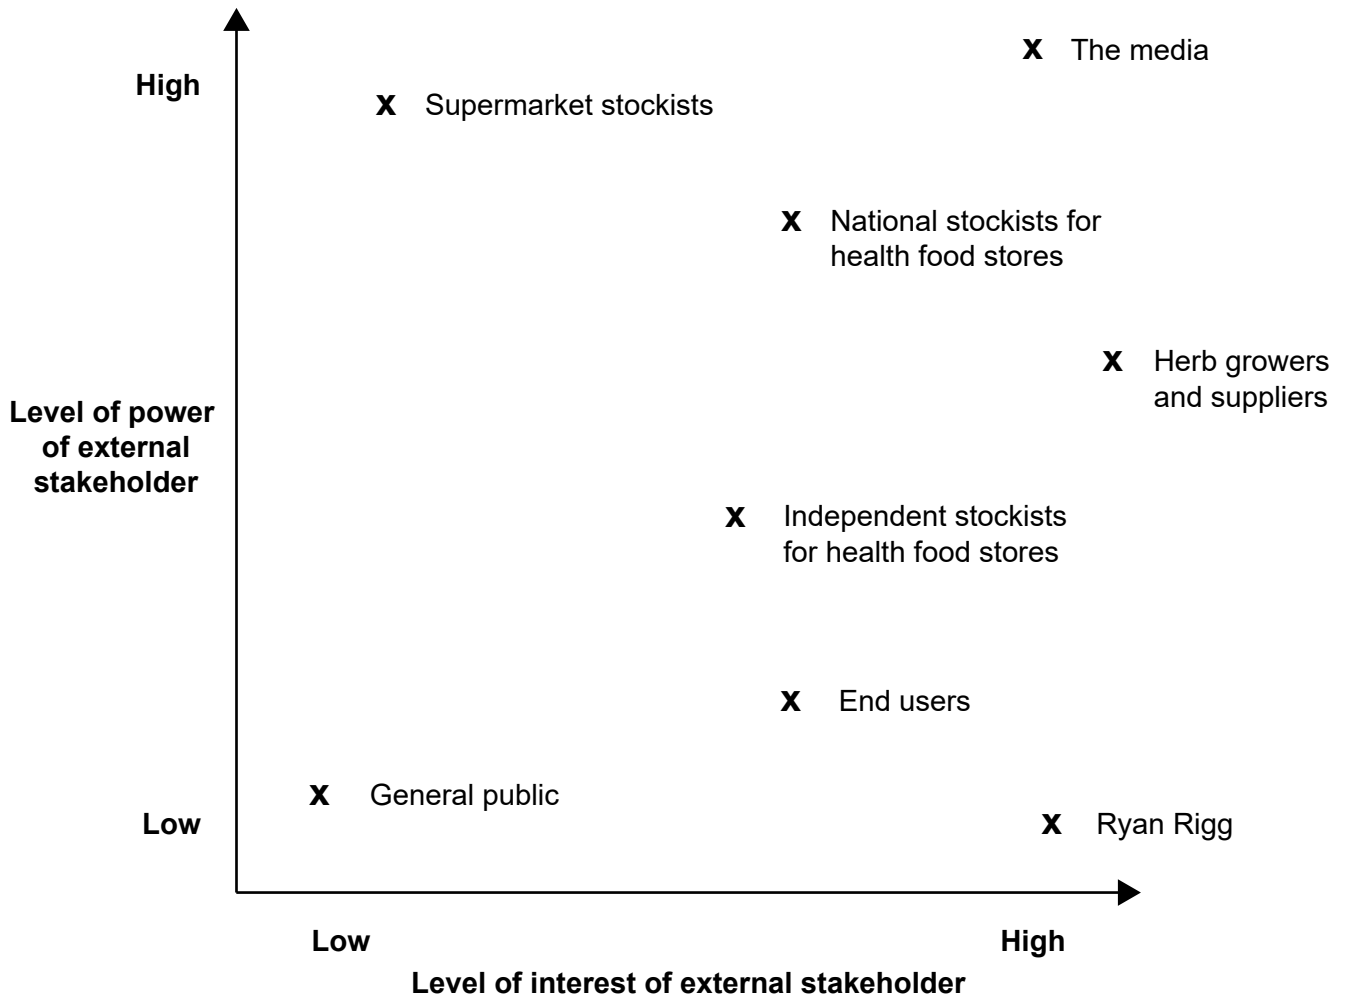 x The media
High
x Supermarket stockists
x National stockists for
health food stores
x Herb growers
and suppliers
Level of power
of external
stakeholder
x Independent stockists
for health food stores
x End users
x General public
Low
x Ryan Rigg
Low
High
Level of interest of external stakeholder